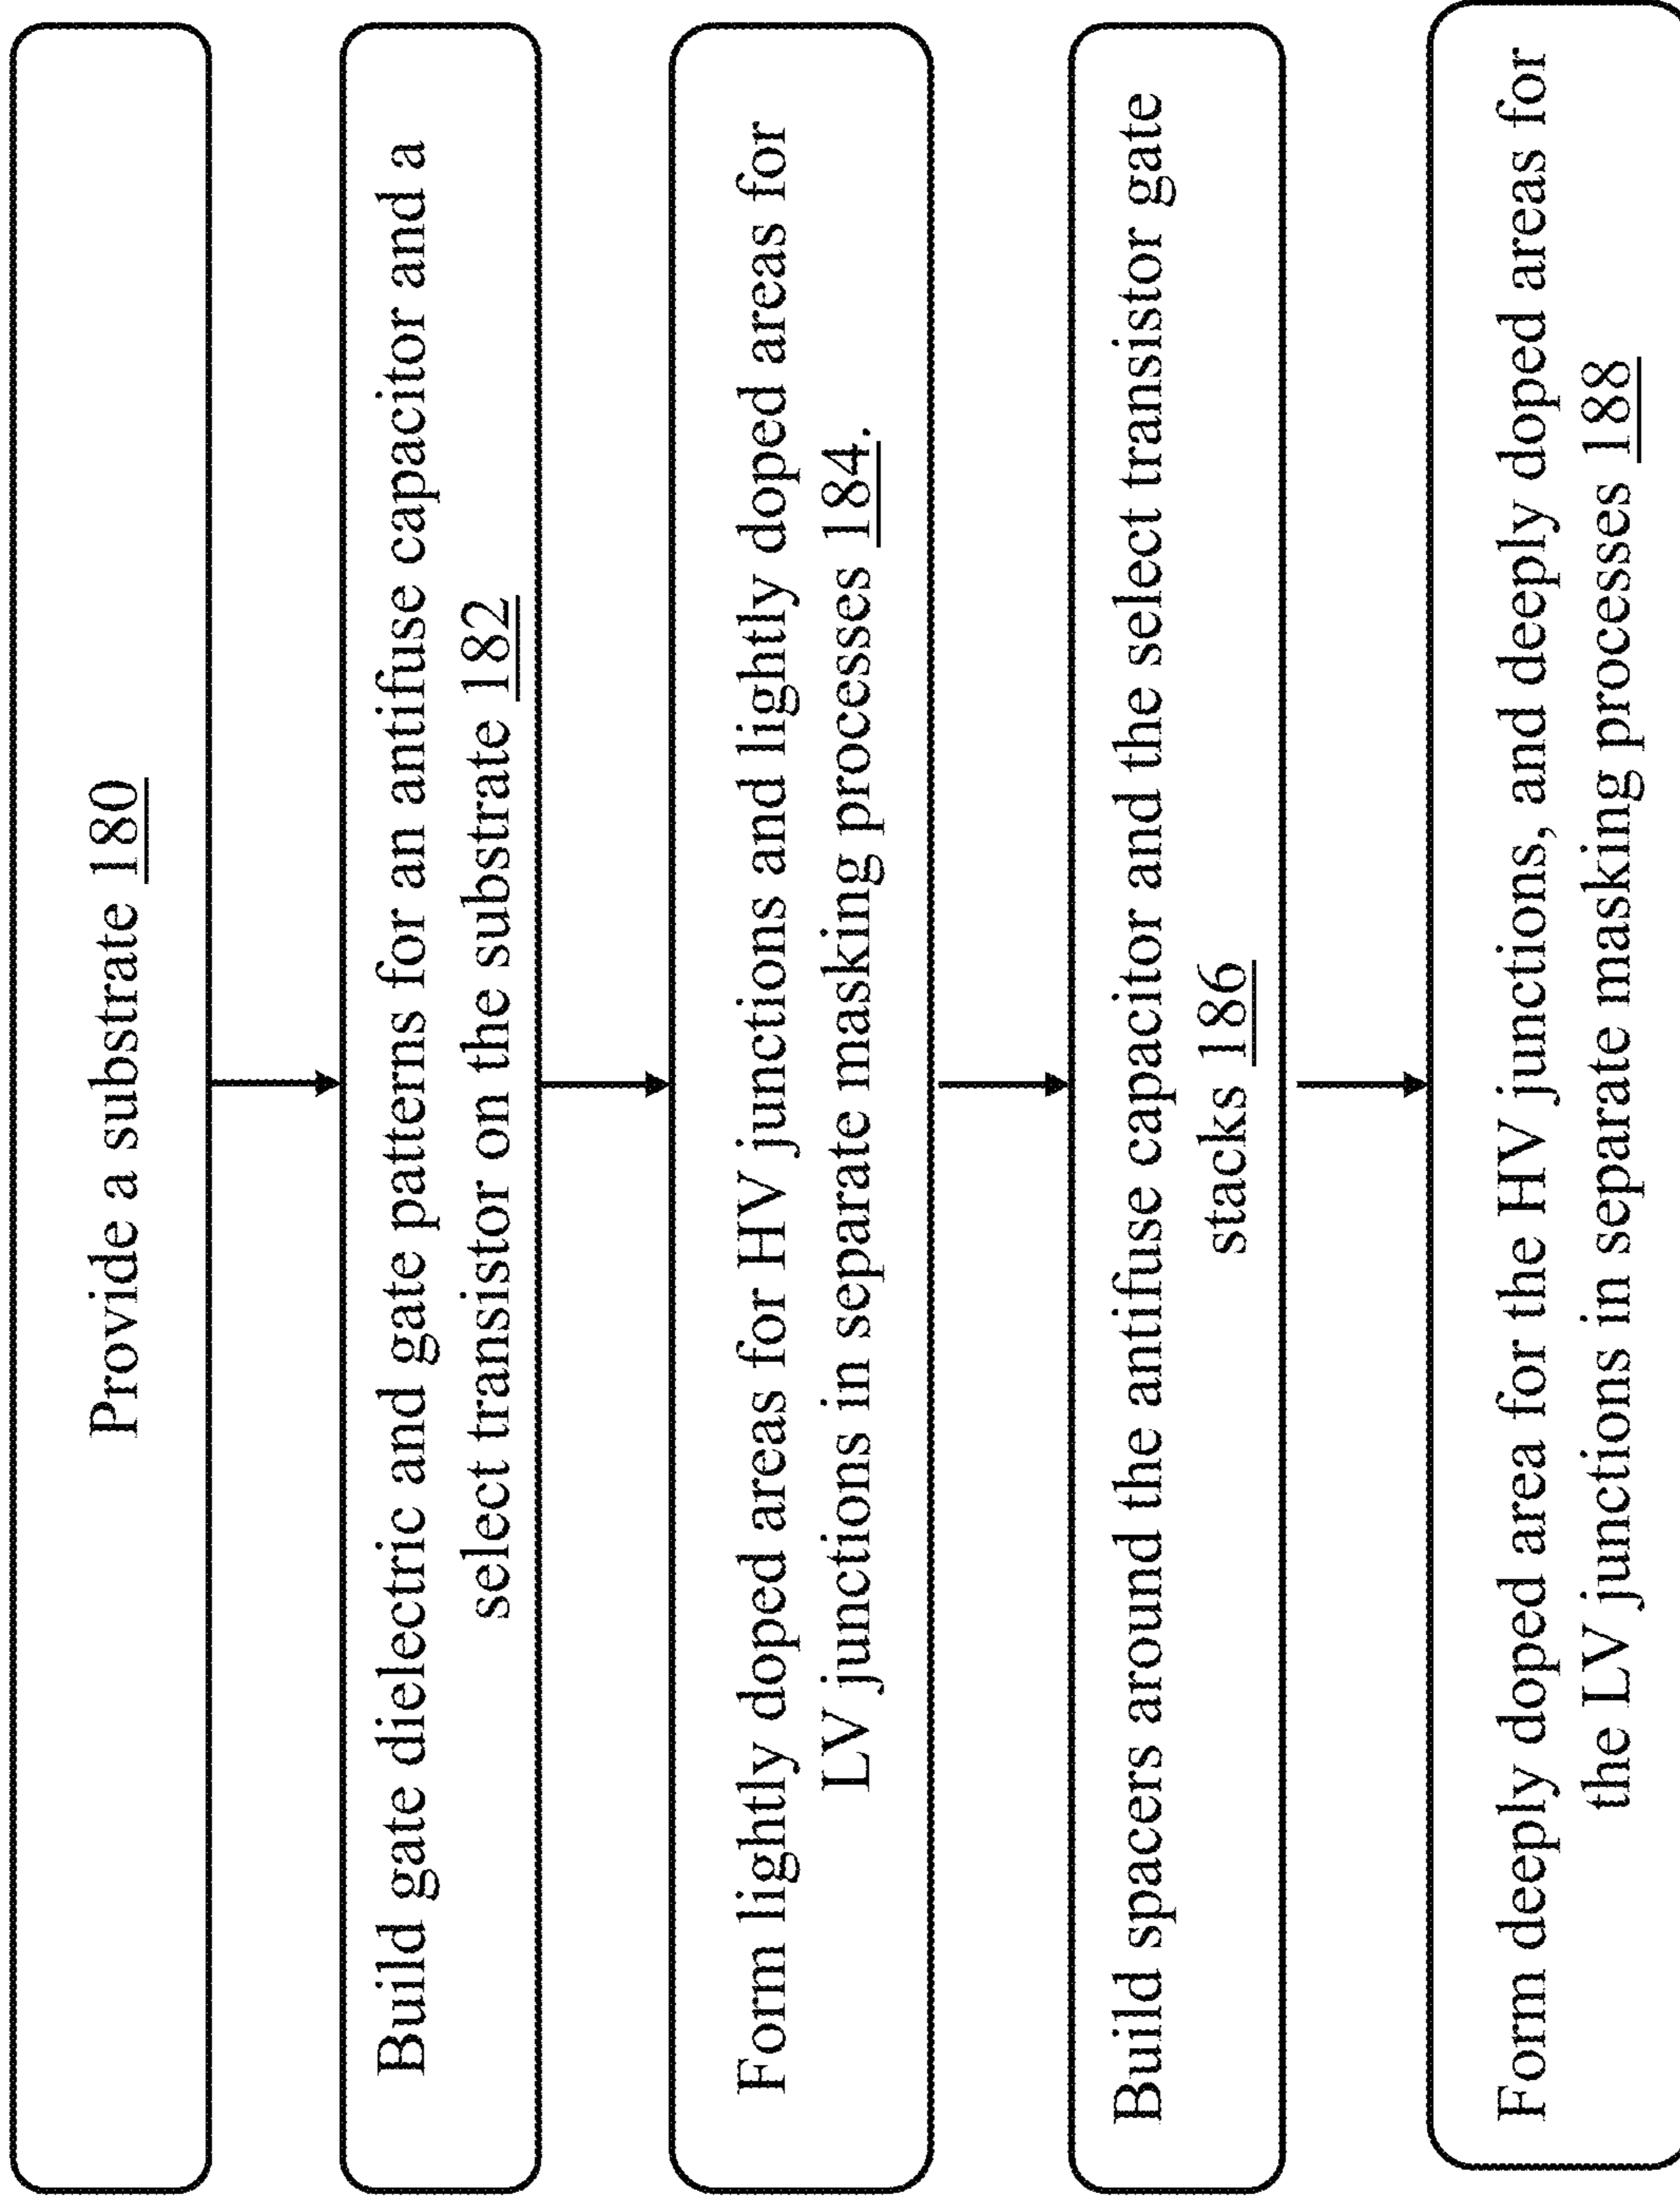 Provide a substrate 180
Build gate dielectric and gate patterns for an antifuse capacitor and a
select transistor on the substrate 182
Form lightly doped areas for HV junctions and lightly doped areas for
LV junctions in separate masking processes 184.
Build spacers around the antifuse capacitor and the select transistor gate
stacks 186
Form deeply doped area for the HV junctions, and deeply doped areas for
the LV junctions in separate masking processes 188